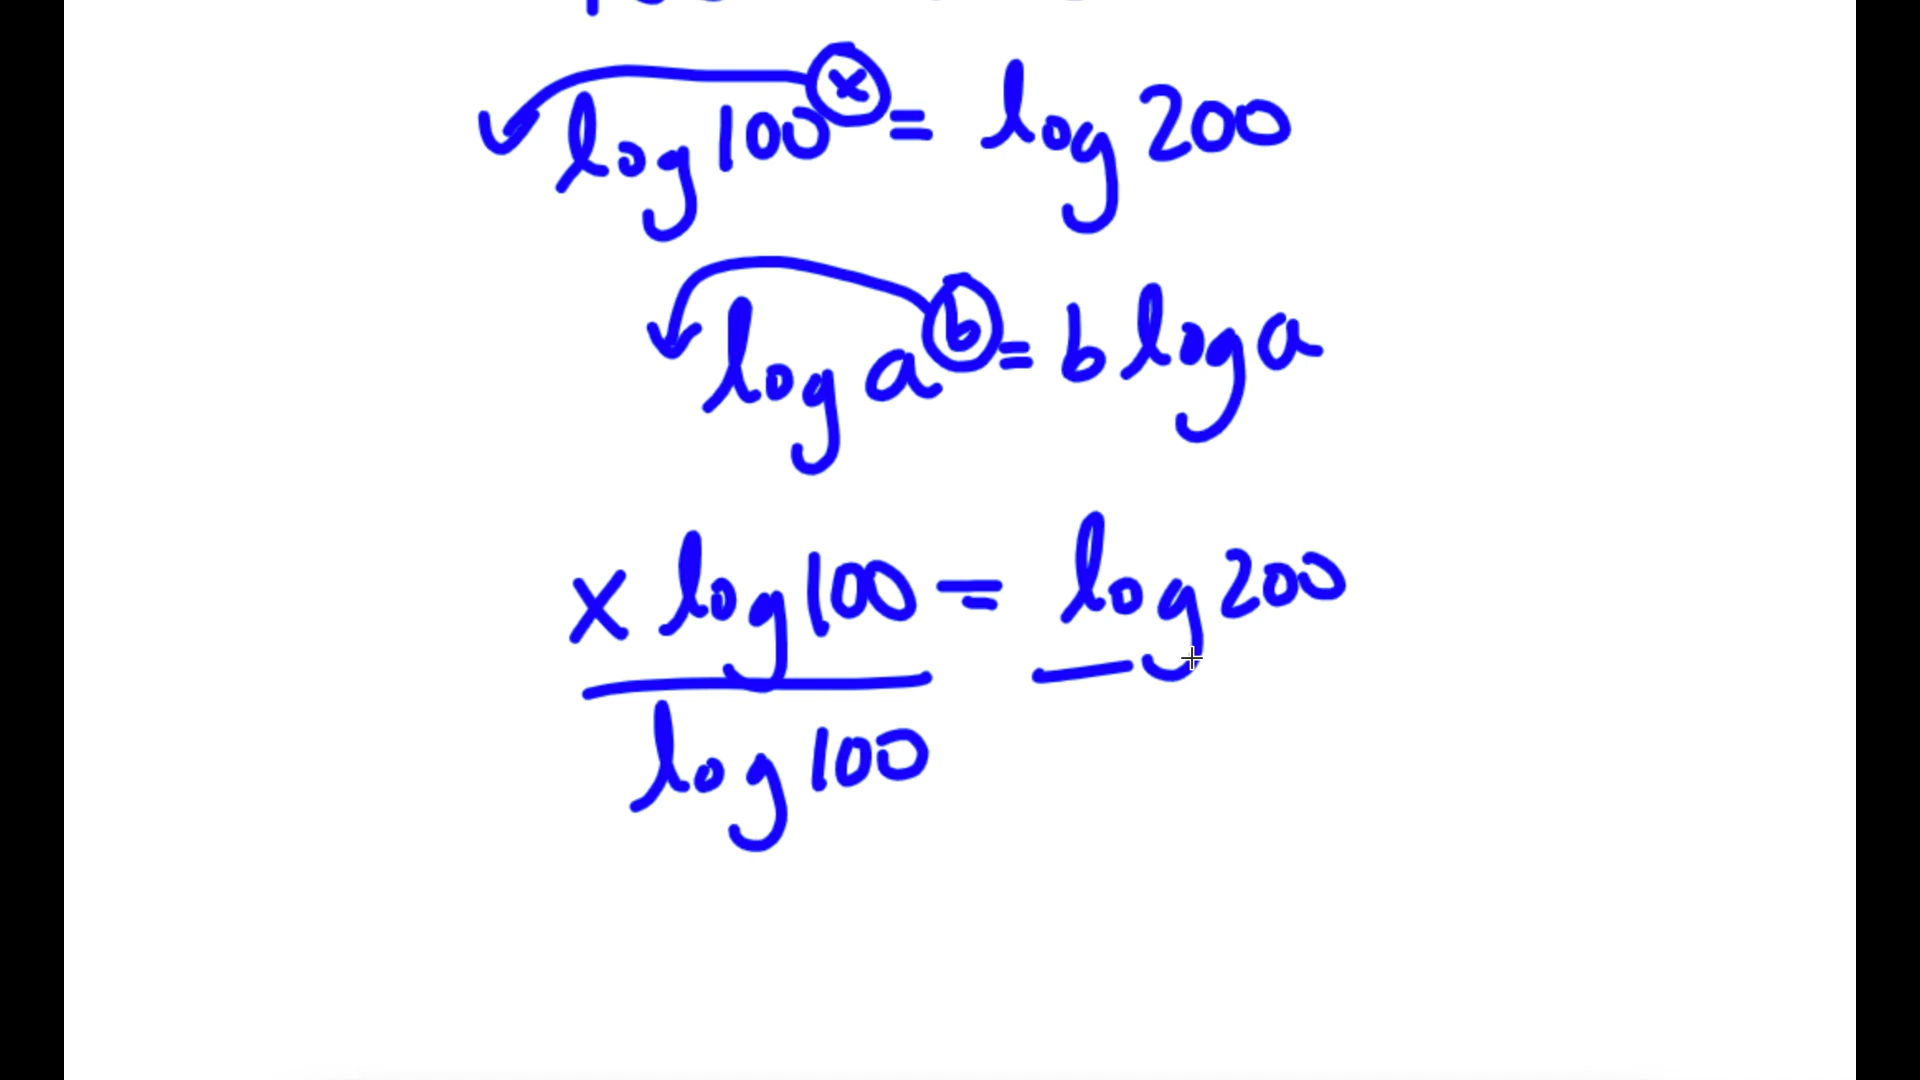 log 100^x = log 200
log a^b = b log a
x log 100 = log 200
log 100